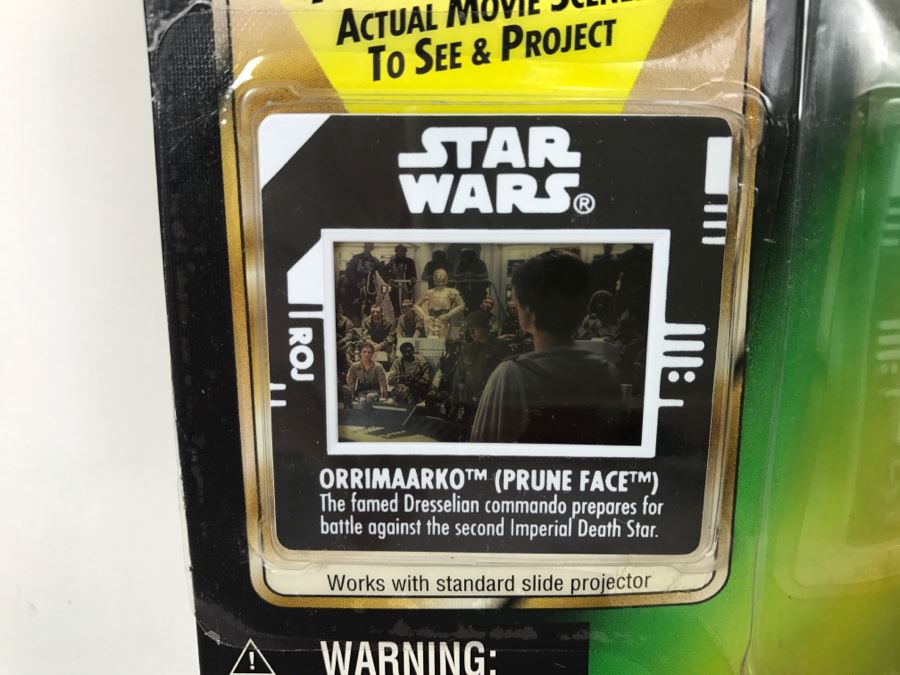 ACTUAL MOVIE SCENE
TO SEE & PROJECT
STAR
WARS®
ROJ
ORRIMAARKO™ (PRUNE FACE™)
The famed Dresselian commando prepares for
battle against the second Imperial Death Star.
Works with standard slide projector
WARNING: